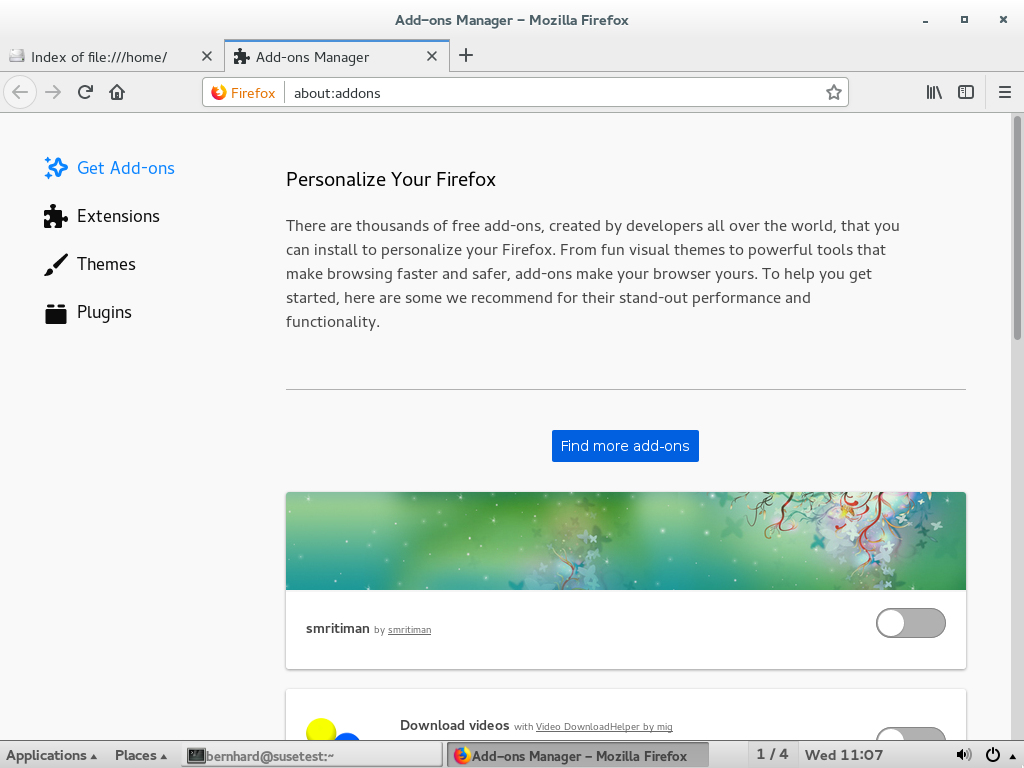 Add-ons Manager - Mozilla Firefox
Index of file:///home/
Add-ons Manager
Firefox
about:addons
Get Add-ons
Extensions
Themes
Plugins
Personalize Your Firefox
There are thousands of free add-ons, created by developers all over the world, that you
can install to personalize your Firefox. From fun visual themes to powerful tools that
make browsing faster and safer, add-ons make your browser yours. To help you get
started, here are some we recommend for their stand-out performance and
functionality.
Find more add-ons
smritiman by smritiman
Download videos with Video DownloadHelper by mig
Applications Places bernhard@susetest:~ Add-ons Manager - Mozilla Firefox 1 / 4 Wed 11:07